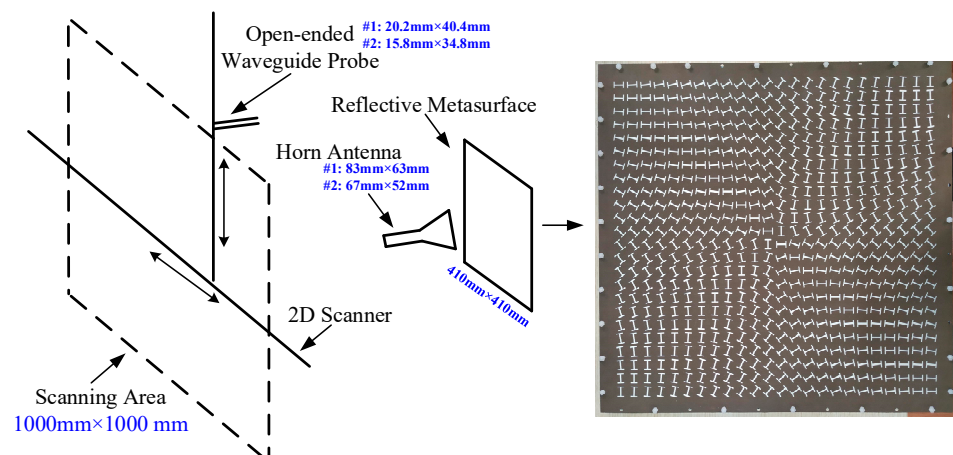 Open-ended
Waveguide Probe
#1: 20.2mm×40.4mm
#2: 15.8mm×34.8mm
Reflective Metasurface
Horn Antenna
#1: 83mm×63mm
#2: 67mm×52mm
410mm×410mm
2D Scanner
Scanning Area
1000mm×1000 mm